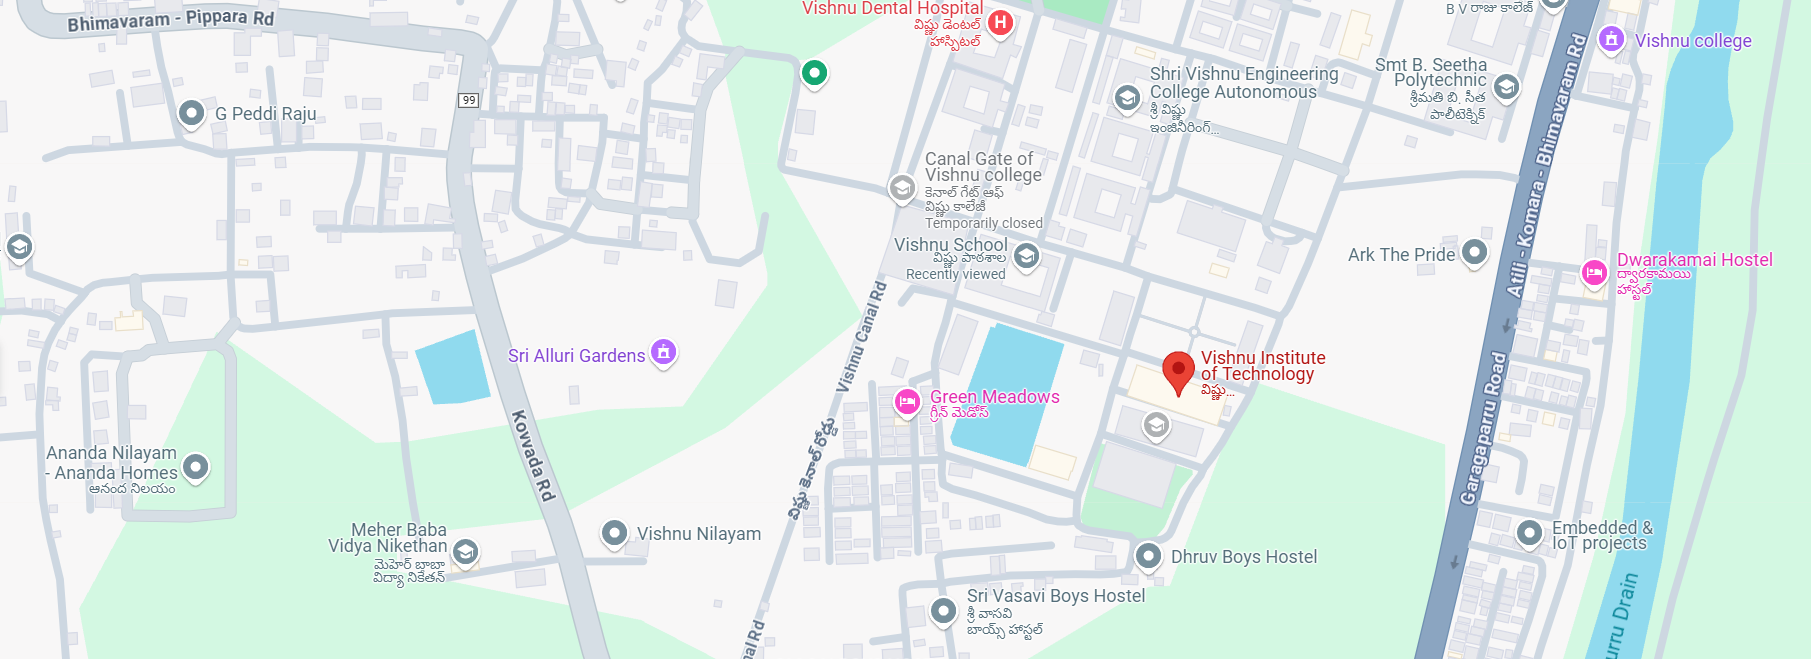 Bhimavaram - Pippara Rd
Vishnu Dental Hospital
విష్ణు డెంటల్
హాస్పిటల్
H
B V రాజు కాలేజ్
Vishnu college
Smt B. Seetha
Polytechnic
శ్రీమతి బి. సీత
పాలీటెక్నిక్
Shri Vishnu Engineering
College Autonomous
శ్రీ విష్ణు
ఇంజినీరింగ్...
99
G Peddi Raju
Atili - Komara - Bhimavaram Rd
Canal Gate of
Vishnu college
కెనాల్ గేట్ ఆఫ్
విష్ణు కాలేజీ
Temporarily closed
Vishnu School
విష్ణు పాఠశాల
Recently viewed
Ark The Pride
Dwarakamai Hostel
ద్వారకామయి
హాస్టల్
Vishnu Canal Rd
Sri Alluri Gardens
Vishnu Institute
of Technology
విష్ణు...
Green Meadows
గ్రీన్ మెడోస్
Garagaparru Road
Kovvada Rd
విష్ణు కెనాల్ రోడ్డు
Ananda Nilayam
- Ananda Homes
ఆనంద నిలయం
Meher Baba
Vidya Nikethan
మెహెర్ బాబా
విద్యా నికేతన్
Vishnu Nilayam
Embedded &
IoT projects
Dhruv Boys Hostel
Sri Vasavi Boys Hostel
శ్రీ వాసవి
బాయ్స్ హాస్టల్
nal Rd
urru Drain